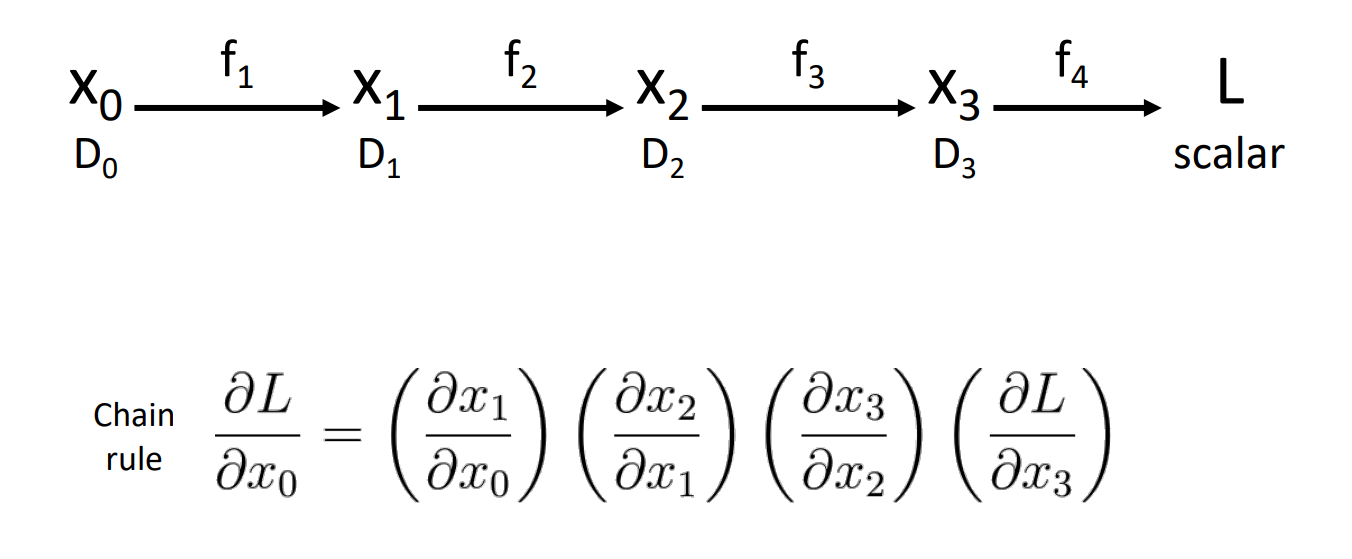 f₁ f₂ f₃ f₄
x₀ x₁ x₂ x₃ L
D₀ D₁ D₂ D₃ scalar
Chain rule ∂L/∂x₀ = (∂x₁/∂x₀) (∂x₂/∂x₁) (∂x₃/∂x₂) (∂L/∂x₃)